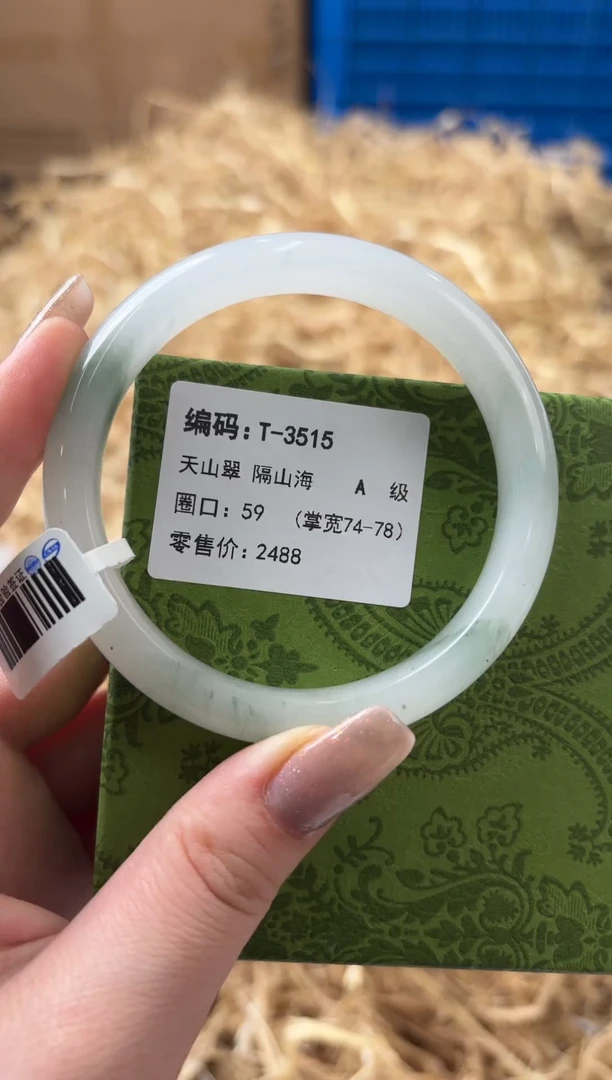 编码:T-3515
天山翠 隔山海 A 级
圈口:59 (掌宽74-78)
零售价:2488